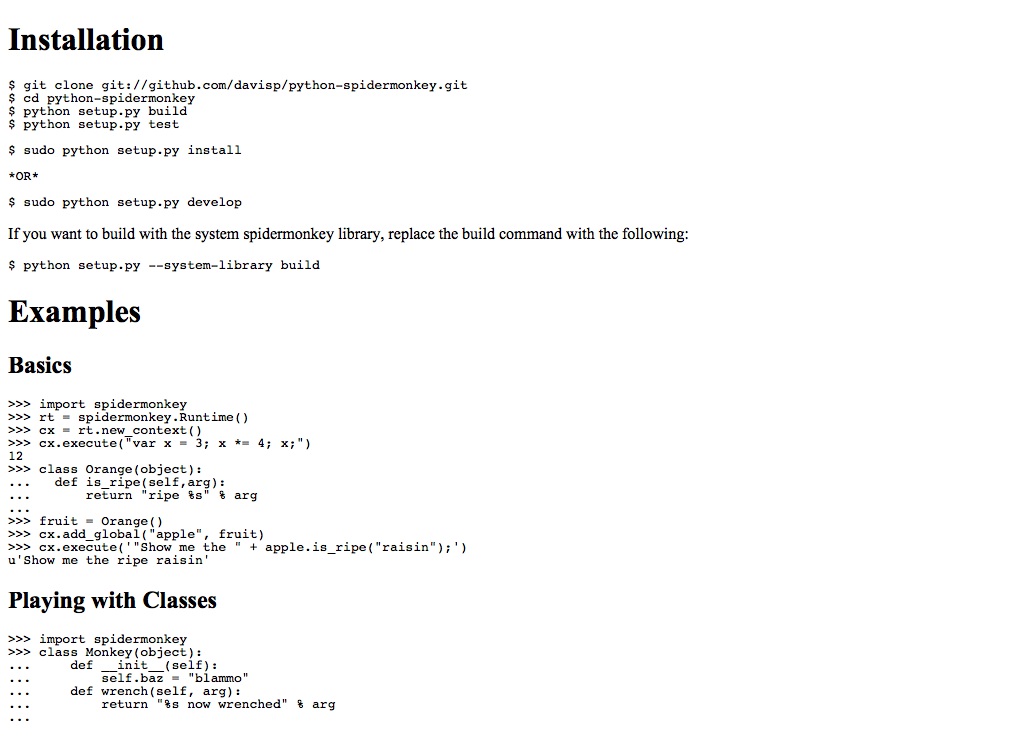 Installation
$ git clone git://github.com/davisp/python-spidermonkey.git
$ cd python-spidermonkey
$ python setup.py build
$ python setup.py test
$ sudo python setup.py install
*OR*
$ sudo python setup.py develop
If you want to build with the system spidermonkey library, replace the build command with the following:
$ python setup.py --system-library build
Examples
Basics
>>> import spidermonkey
>>> rt = spidermonkey.Runtime()
>>> cx = rt.new_context()
>>> cx.execute("var x = 3; x *= 4; x;")
12
>>> class Orange(object):
...   def is_ripe(self,arg):
...       return "ripe %s" % arg
...
>>> fruit = Orange()
>>> cx.add_global("apple", fruit)
>>> cx.execute('"Show me the " + apple.is_ripe("raisin");')
u'Show me the ripe raisin'
Playing with Classes
>>> import spidermonkey
>>> class Monkey(object):
...     def __init__(self):
...         self.baz = "blammo"
...     def wrench(self, arg):
...         return "%s now wrenched" % arg
...